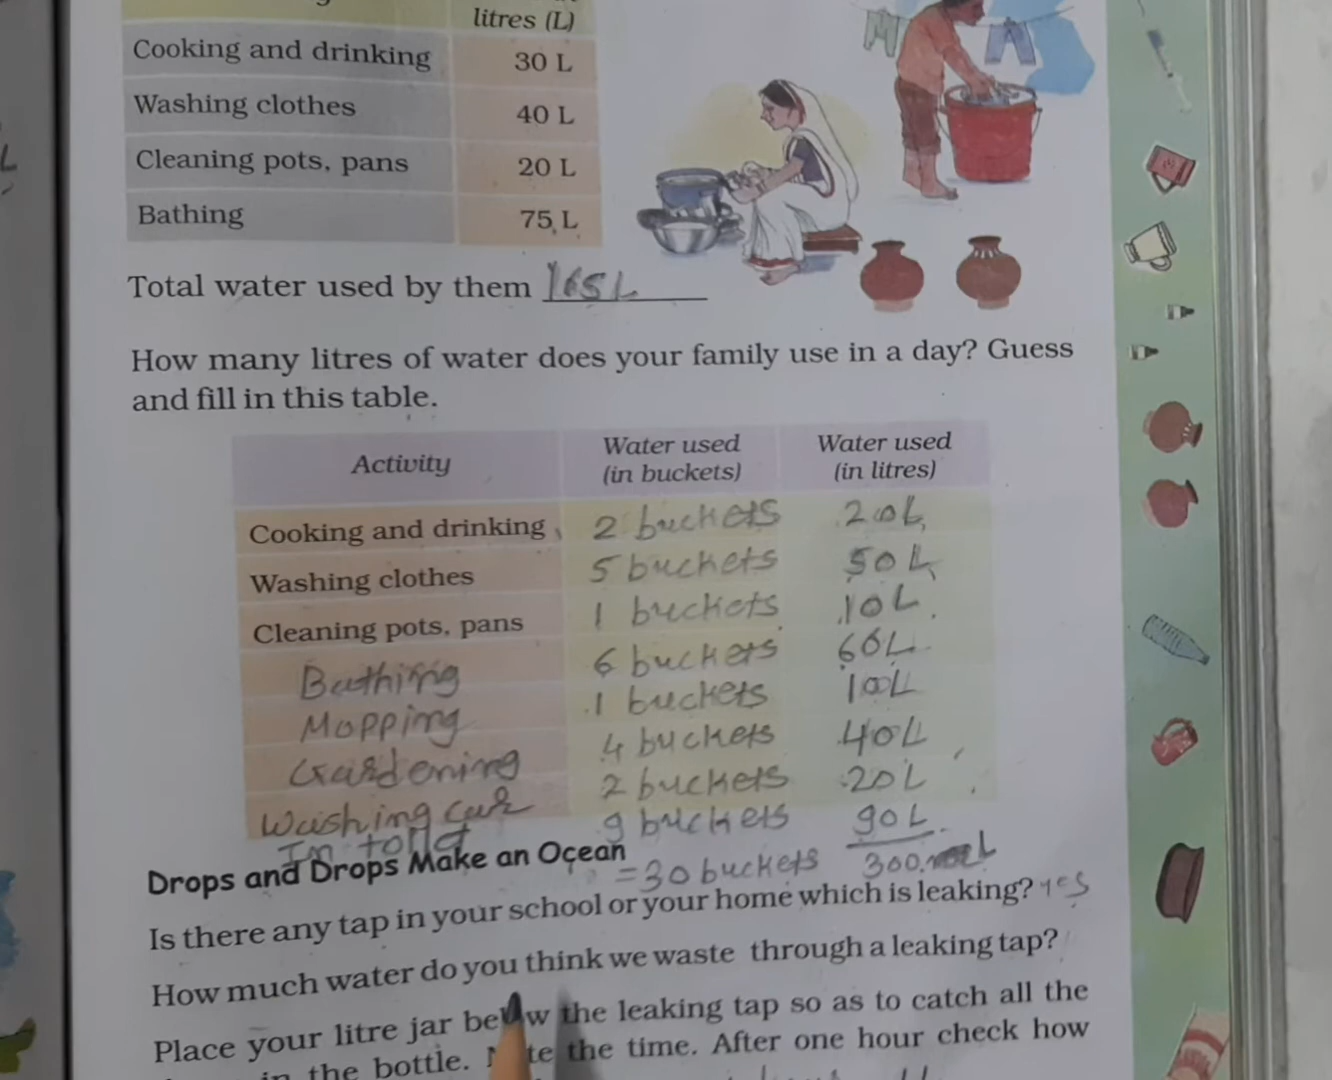 litres (L)
Cooking and drinking 30 L
Washing clothes 40 L
Cleaning pots, pans 20 L
Bathing 75 L
Total water used by them 165 L
How many litres of water does your family use in a day? Guess
and fill in this table.
Activity Water used (in buckets) Water used (in litres)
Cooking and drinking 2 buckets 20L
Washing clothes 5 buckets 50L
Cleaning pots, pans 1 buckets 10L
Bathing 6 buckets 60L
Mopping 1 buckets 10L
Gardening 4 buckets 40L
Washing car 2 buckets 20L
In toilet 9 buckets 90L
= 30 buckets 300 L
Drops and Drops Make an Ocean
Is there any tap in your school or your home which is leaking? yes
How much water do you think we waste through a leaking tap?
Place your litre jar below the leaking tap so as to catch all the
in the bottle. the time. After one hour check how